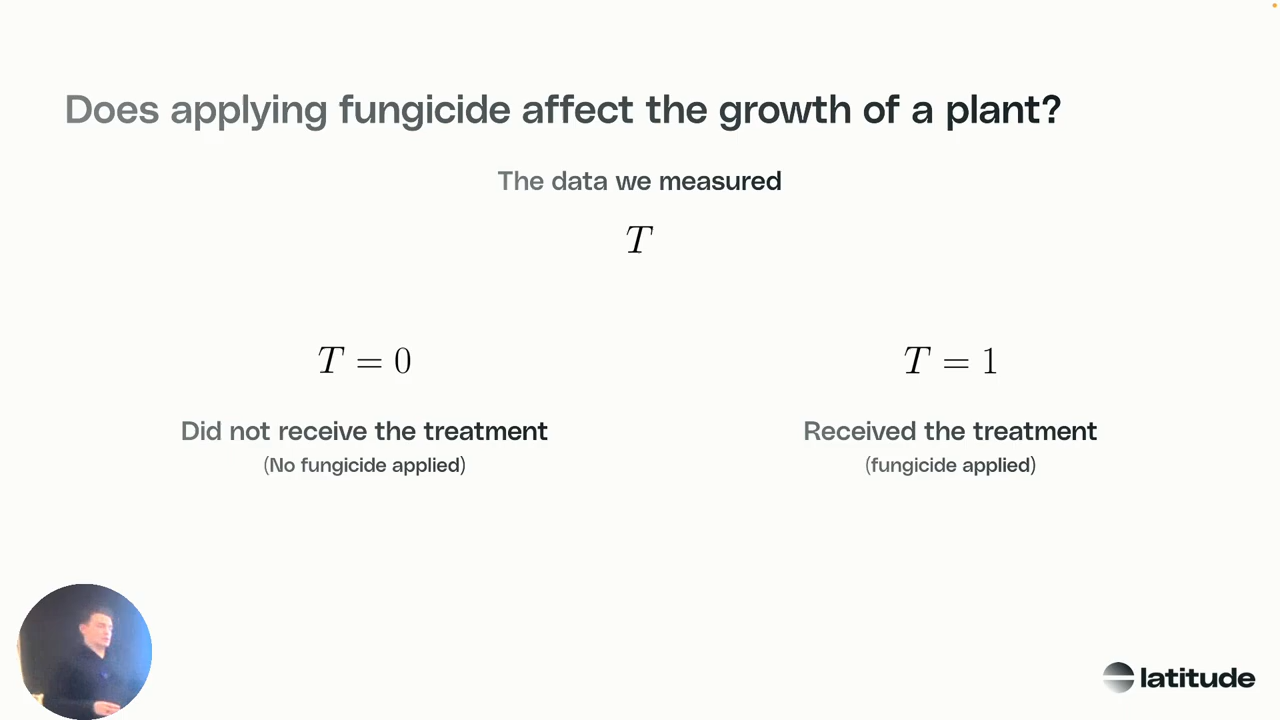 Does applying fungicide affect the growth of a plant?
The data we measured
T
T = 0
T = 1
Did not receive the treatment
(No fungicide applied)
Received the treatment
(fungicide applied)
latitude